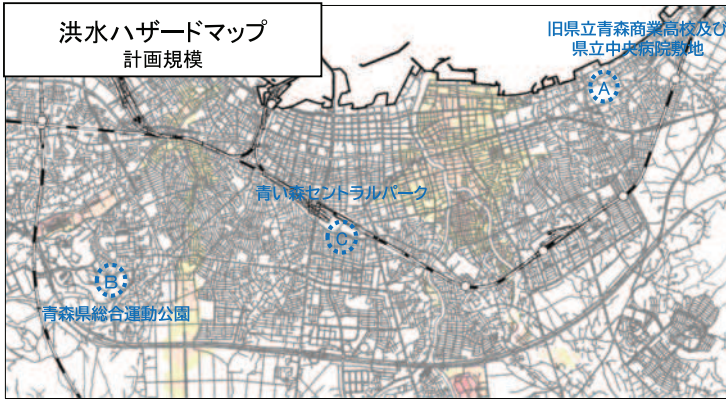 洪水ハザードマップ
計画規模
旧県立青森商業高校及び
県立中央病院敷地
A
青い森セントラルパーク
C
B
青森県総合運動公園